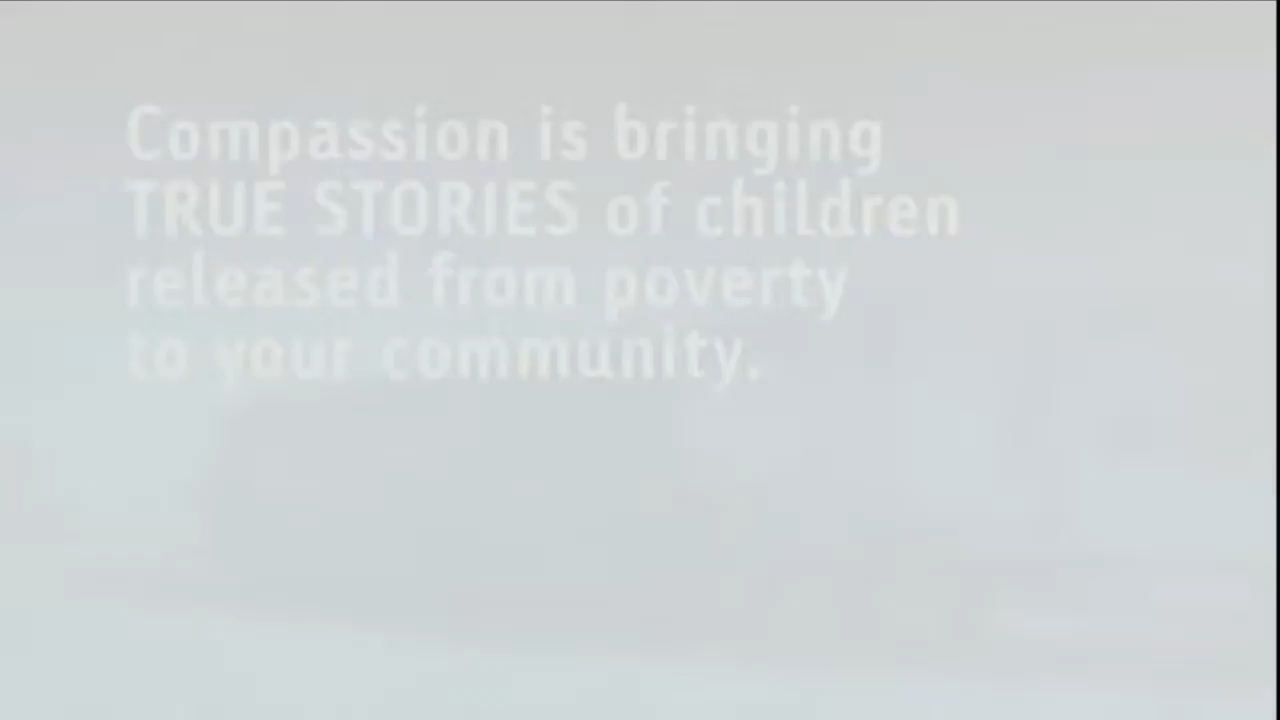 Compassion is bringing
TRUE STORIES of children
released from poverty
to your community.